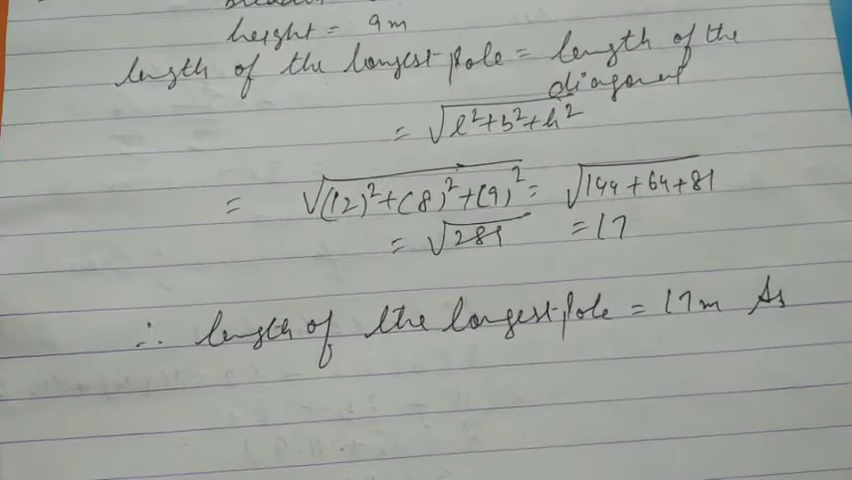 height = 9m
length of the longest pole = length of the
diagonal
= √l²+b²+h²
= √(12)²+(8)²+(9)² = √144+64+81
= √289 = 17
∴ length of the longest pole = 17m As